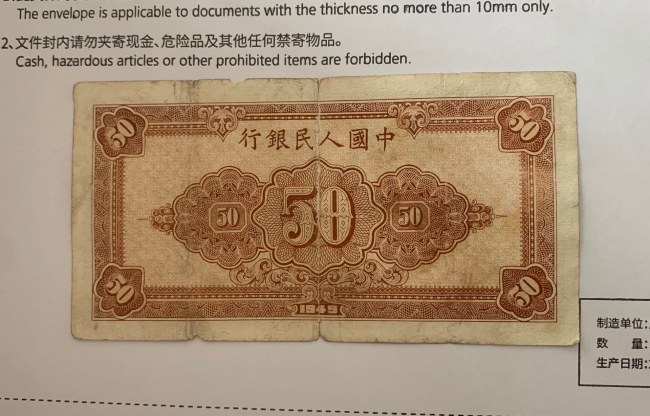 The envelope is applicable to documents with the thickness no more than 10mm only.
2、文件封内请勿夹寄现金、危险品及其他任何禁寄物品。
Cash, hazardous articles or other prohibited items are forbidden.
50 50
行銀民人國中
50 50 50
50 50
1949
制造单位:
数 量:
生产日期: